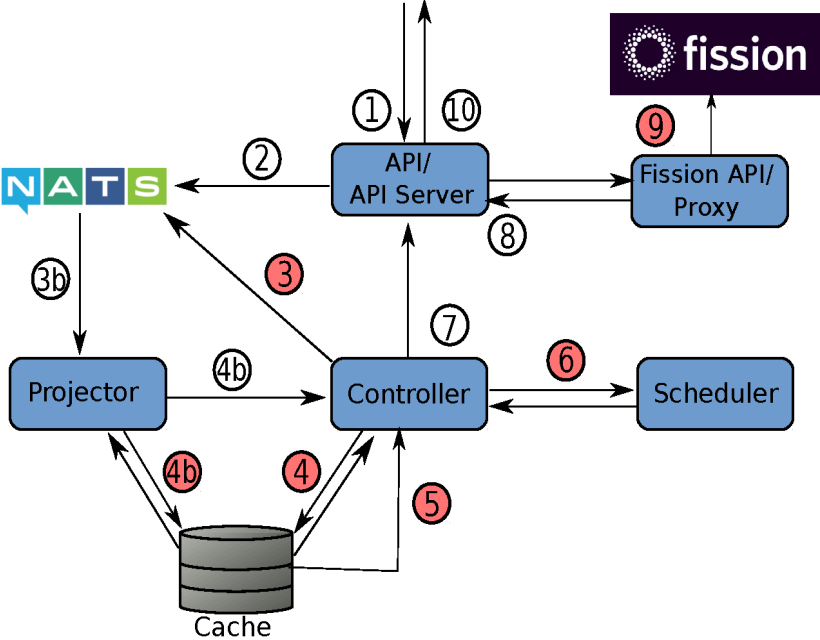 fission
1
10
9
API/
API Server
Fission API/
Proxy
2
NATS
8
3b
3
7
6
4b
Projector
Controller
Scheduler
4b
4
5
Cache